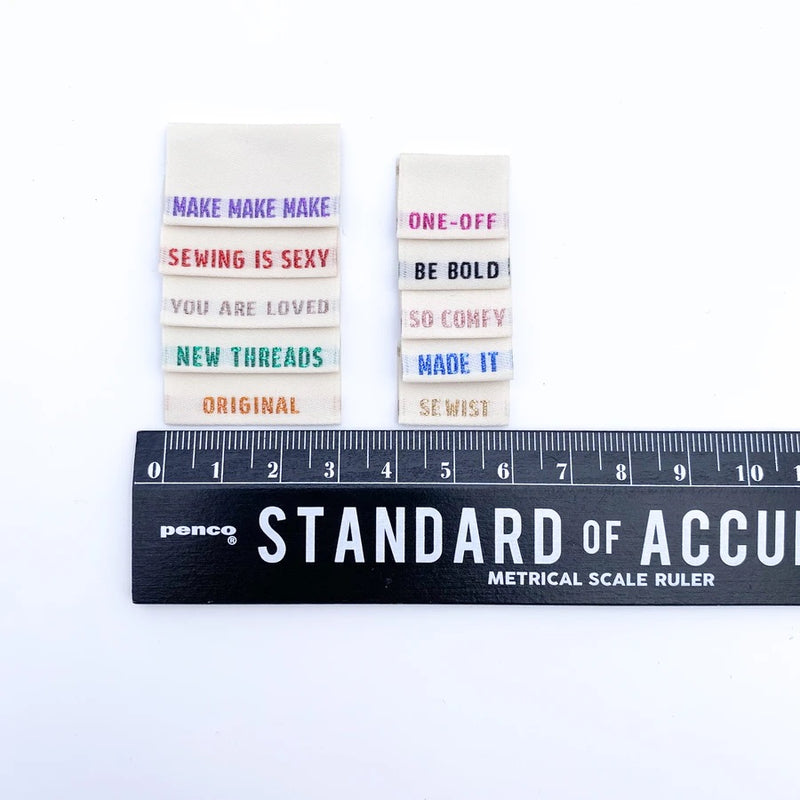 MAKE MAKE MAKE
SEWING IS SEXY
YOU ARE LOVED
NEW THREADS
ORIGINAL
ONE-OFF
BE BOLD
SO COMFY
MADE IT
SEWIST
0 1 2 3 4 5 6 7 8 9 10
penco®
STANDARD OF ACCU
METRICAL SCALE RULER